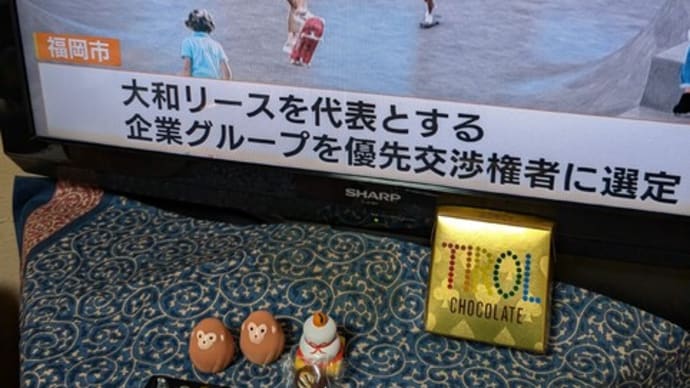 福岡市
大和リースを代表とする
企業グループを優先交渉権者に選定
SHARP
TIROL
CHOCOLATE